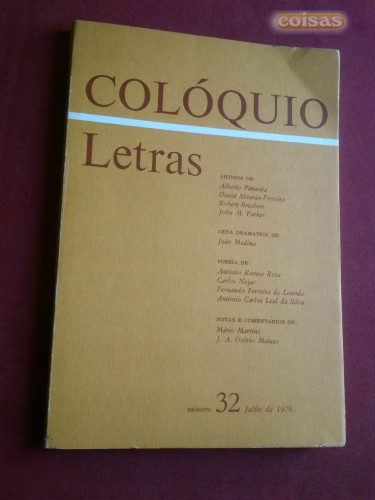 coisas
COLÓQUIO
Letras
ARTIGOS DE:
Alberto Pimenta
David Mourão-Ferreira
Robert Bréchon
John M. Parker
CENA DRAMÁTICA DE:
João Medina
POESIA DE:
António Ramos Rosa
Carlos Nejar
Fernando Ferreira de Loanda
António Carlos Leal da Silva
NOTAS E COMENTÁRIOS DE:
Mário Martins
J. A. Osório Mateus
número 32 Julho de 1976